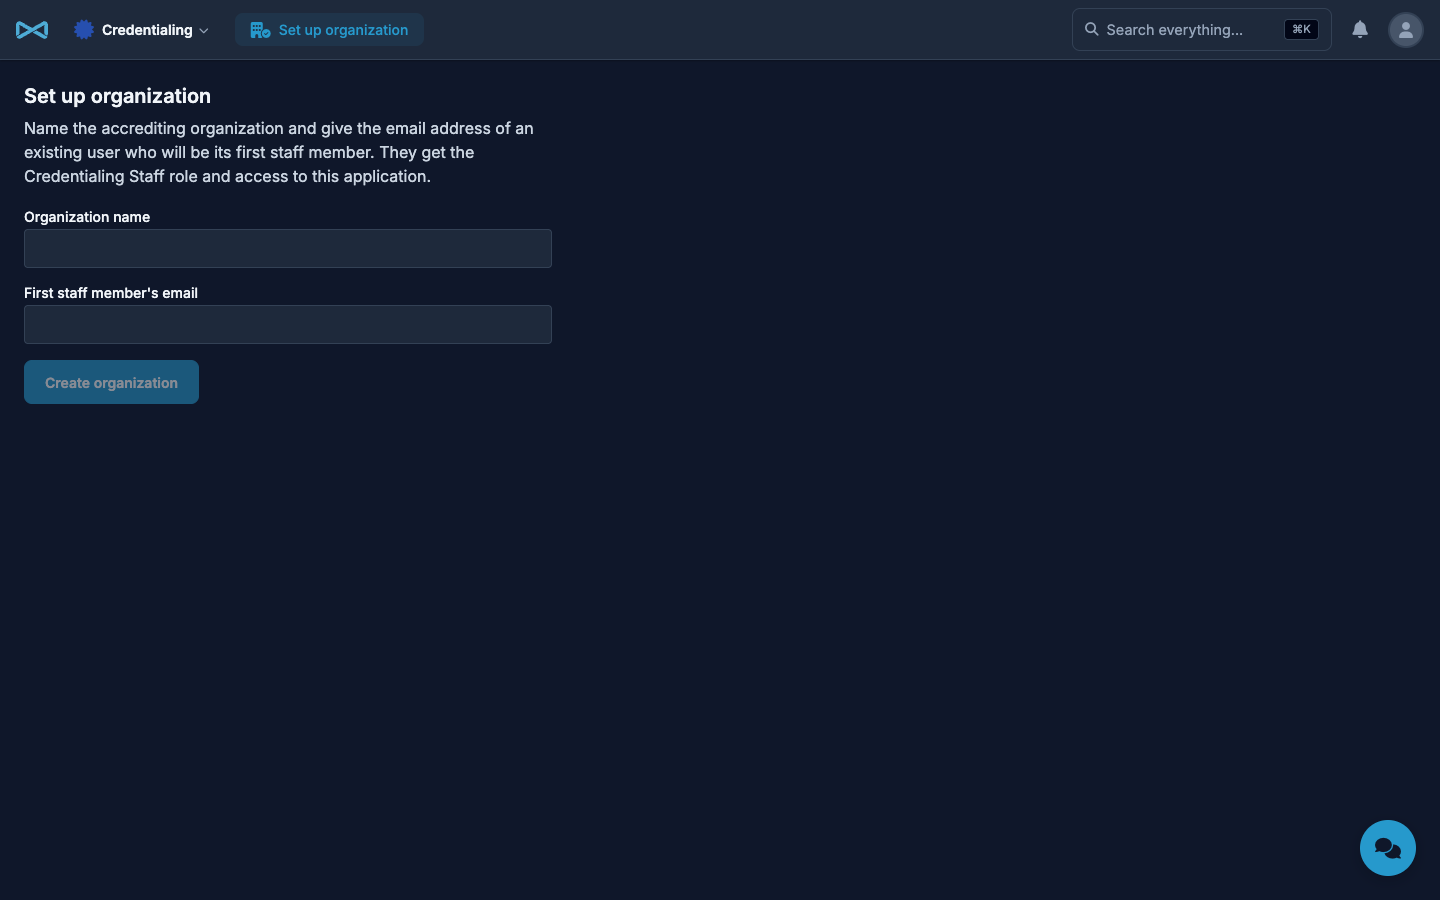 Credentialing
Set up organization
Search everything...
⌘K
Set up organization
Name the accrediting organization and give the email address of an
existing user who will be its first staff member. They get the
Credentialing Staff role and access to this application.
Organization name
First staff member's email
Create organization